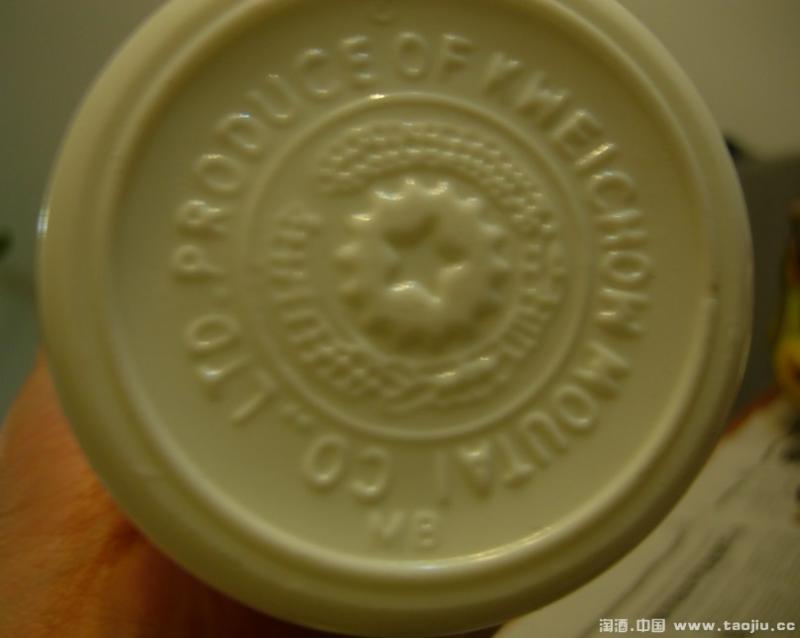 PRODUCE OF KWEICHOW MOUTAI CO., LTD
MB
淘酒.中国 www.taojiu.cc